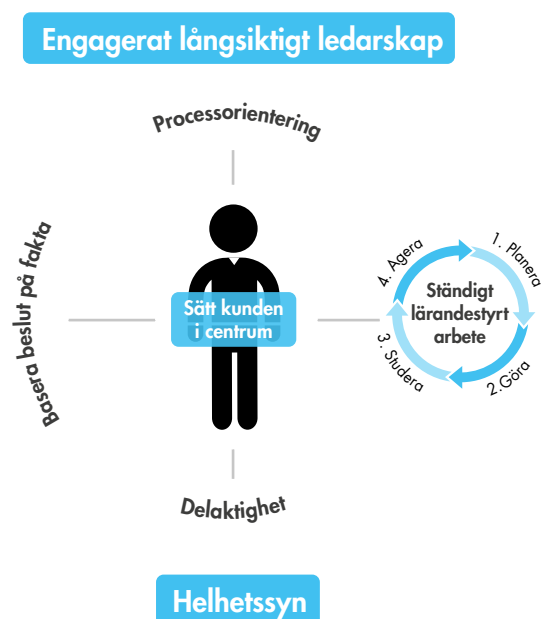 Engagerat långsiktigt ledarskap
Processorientering
Basera beslut på fakta
Sätt kunden
i centrum
Ständigt
lärandestyrt
arbete
1. Planera
2.Göra
3. Studera
4. Agera
Delaktighet
Helhetssyn